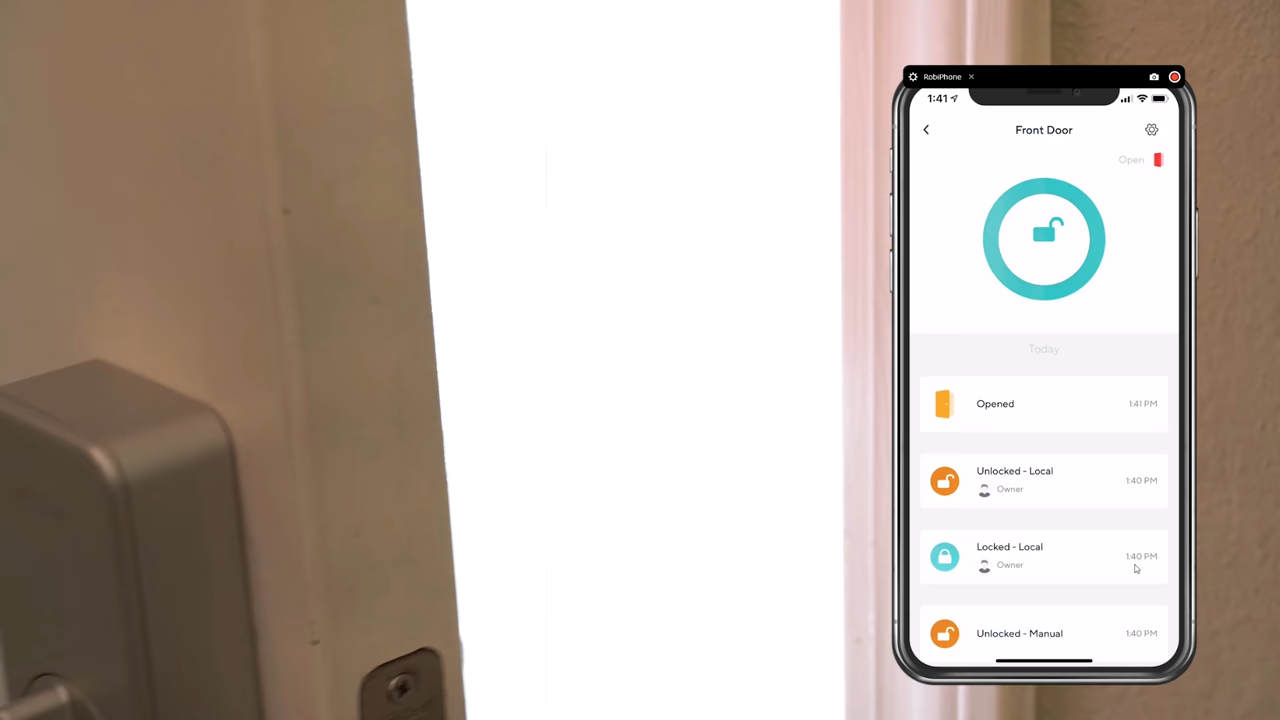 RobiPhone
1:41
Front Door
Open
Today
Opened
1:41 PM
Unlocked - Local
Owner
1:40 PM
Locked - Local
Owner
1:40 PM
Unlocked - Manual
1:40 PM